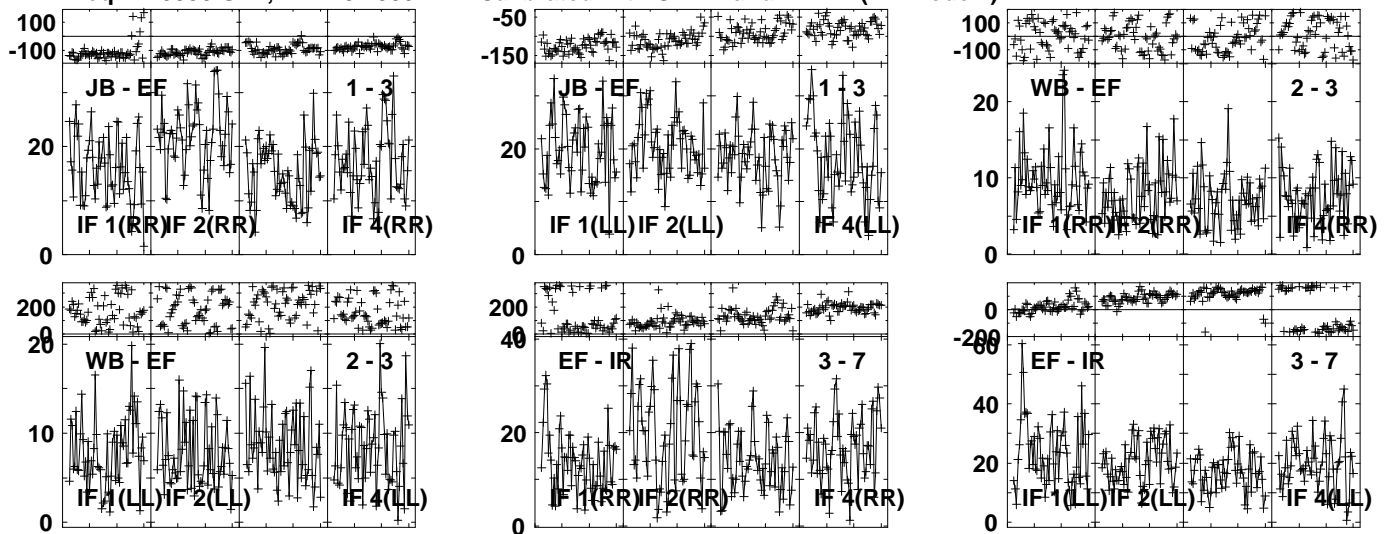 100
-100
JB - EF 1 - 3
20
IF 1(RR) IF 2(RR) IF 4(RR)
0
-50
-150
JB - EF 1 - 3
20
IF 1(LL) IF 2(LL) IF 4(LL)
0
100
-100
WB - EF 2 - 3
20
10
IF 1(RR) IF 2(RR) IF 4(RR)
0
200
0
20
WB - EF 2 - 3
10
IF 1(LL) IF 2(LL) IF 4(LL)
0
200
0
40
EF - IR 3 - 7
20
IF 1(RR) IF 2(RR) IF 4(RR)
0
0
-200
60
EF - IR 3 - 7
40
20
IF 1(LL) IF 2(LL) IF 4(LL)
0